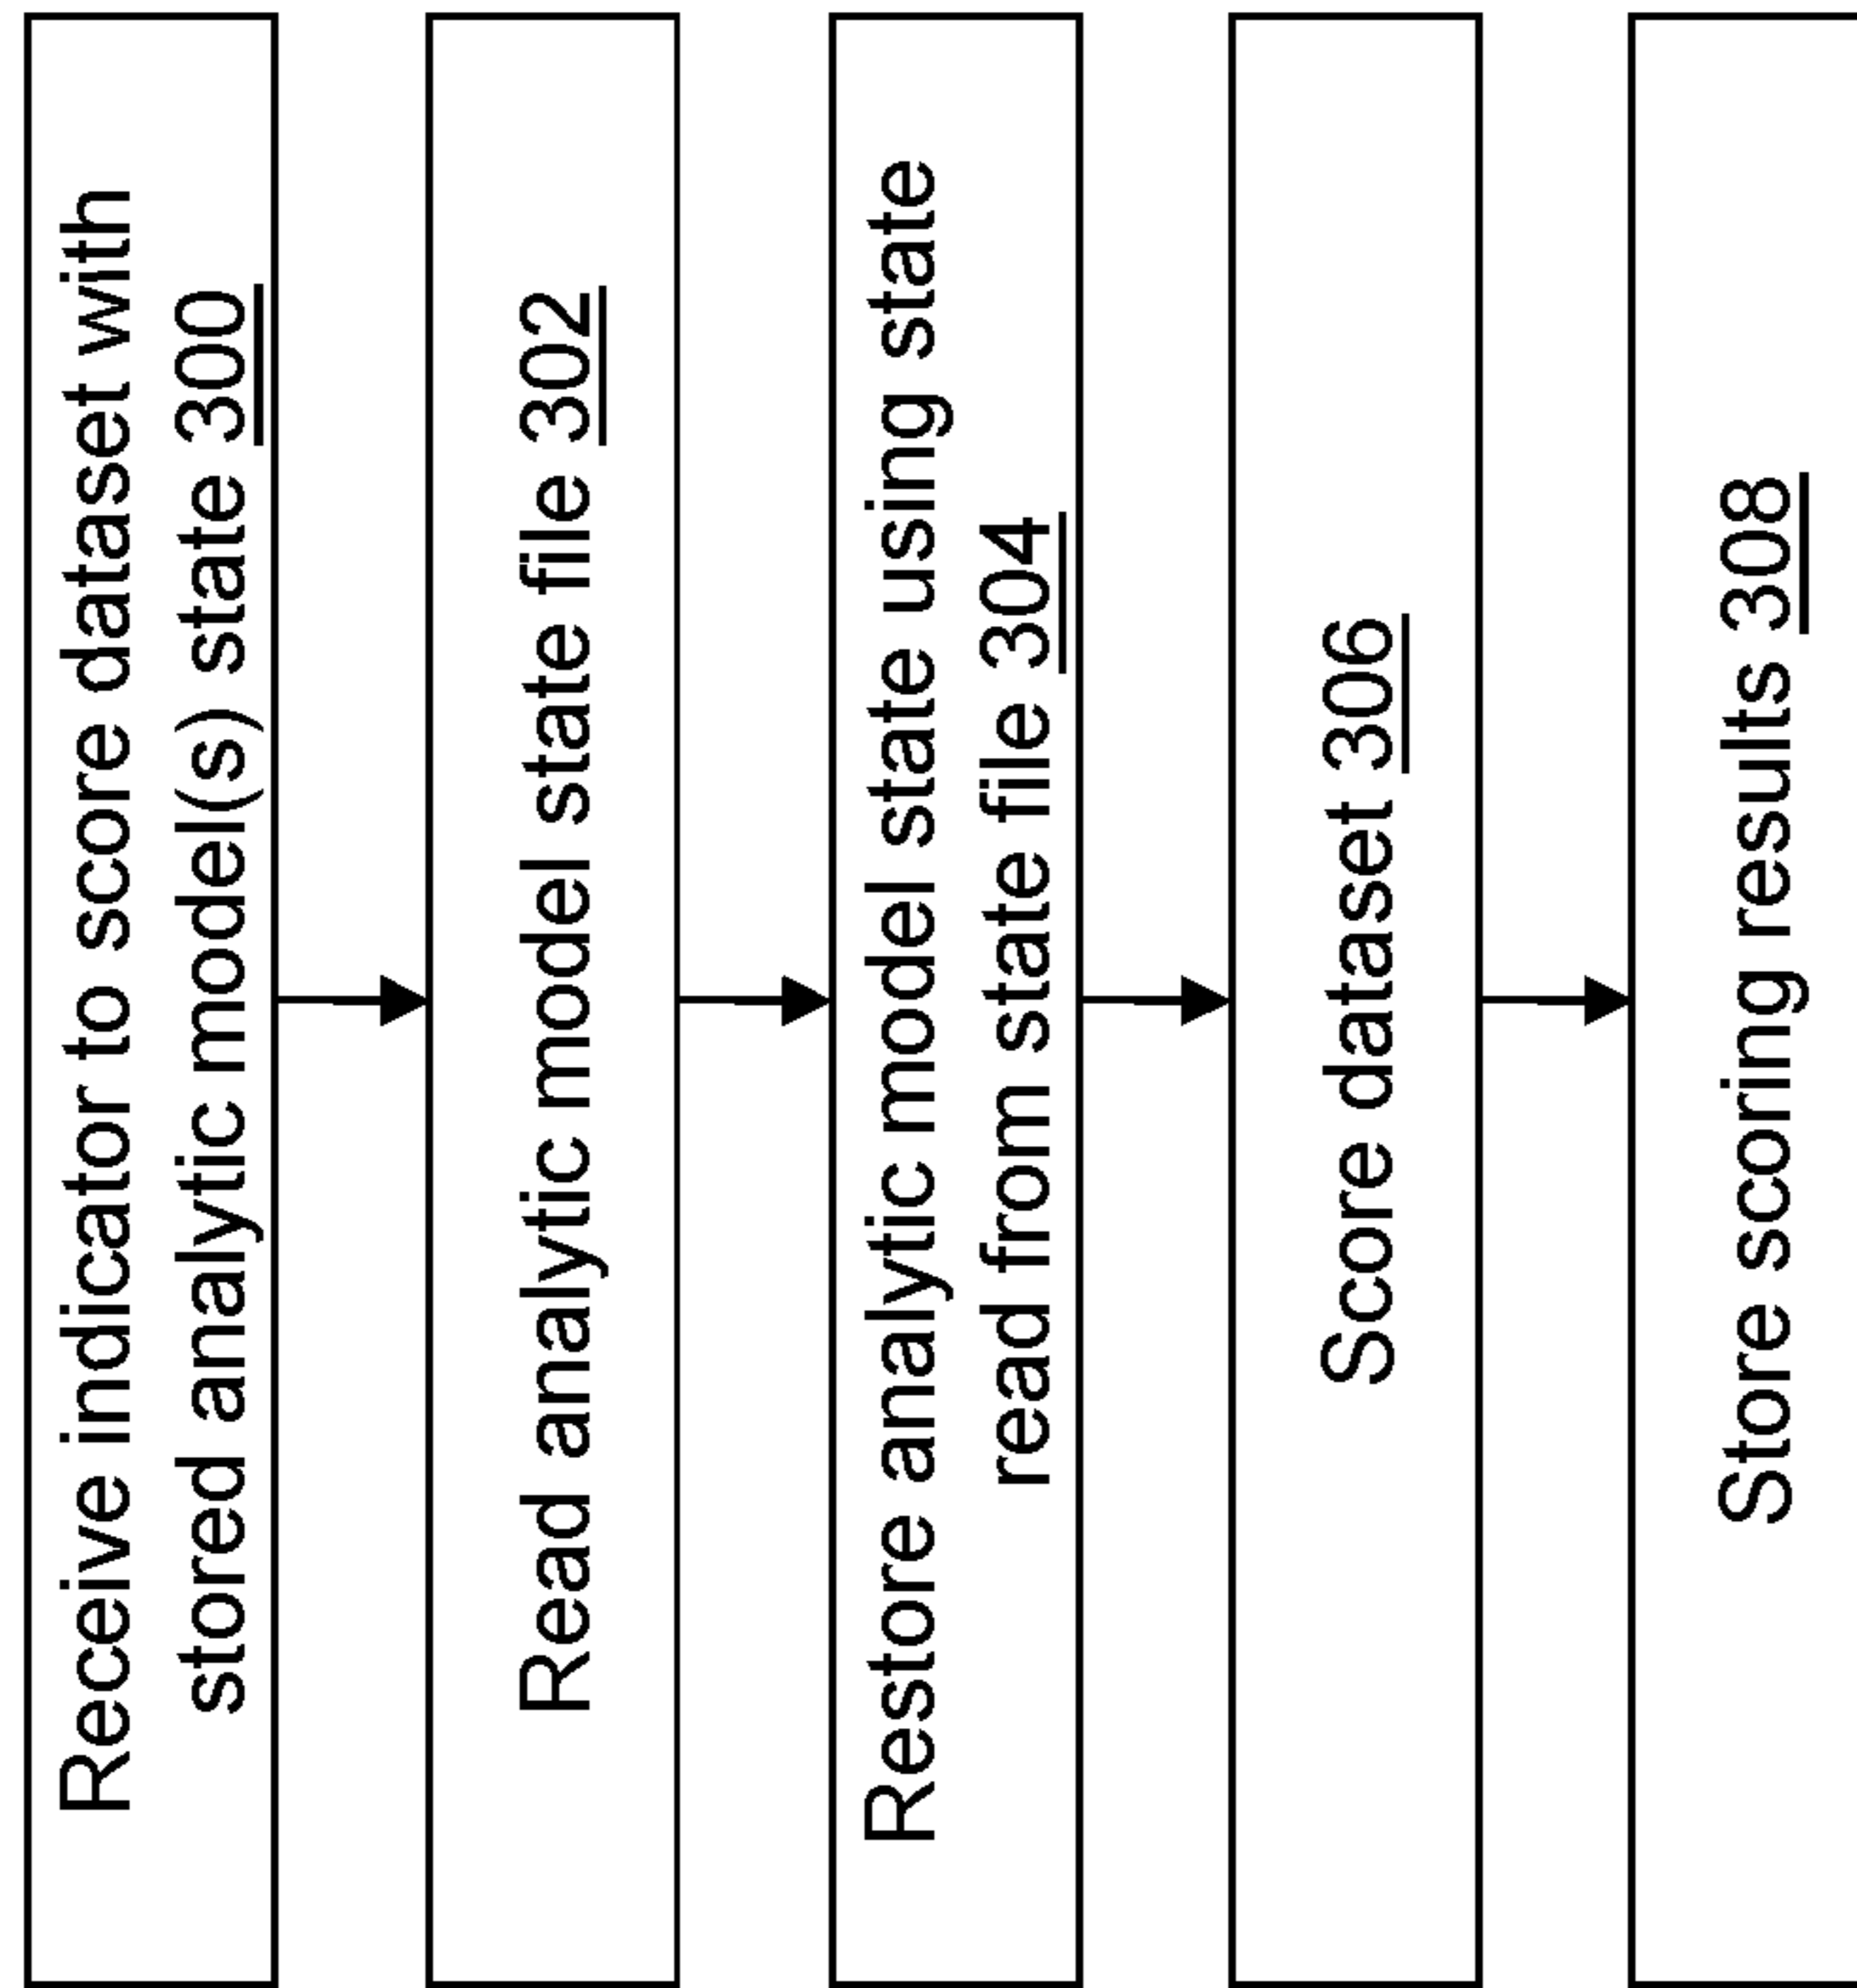 Receive indicator to score dataset with
stored analytic model(s) state 300
Read analytic model state file 302
Restore analytic model state using state
read from state file 304
Score dataset 306
Store scoring results 308